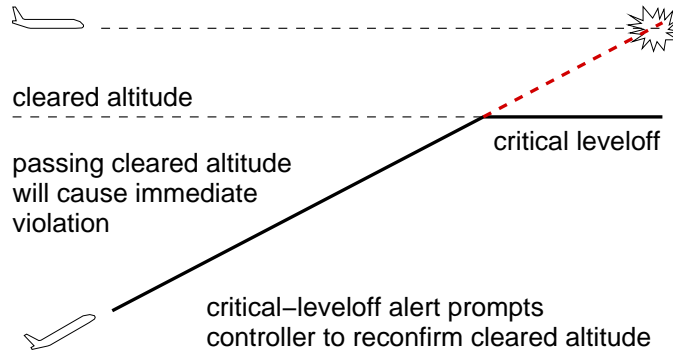 cleared altitude
critical leveloff
passing cleared altitude
will cause immediate
violation
critical–leveloff alert prompts
controller to reconfirm cleared altitude